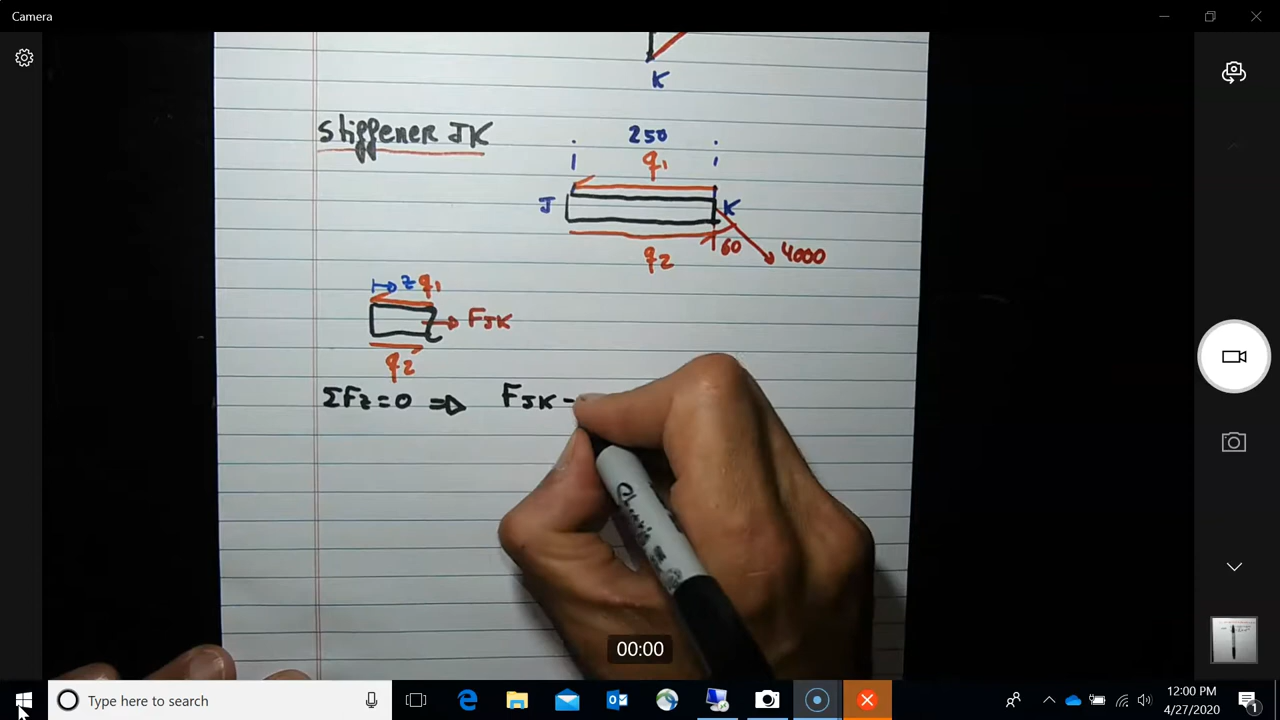 Camera
K
Stiffener JK
250
q1
J
K
60
4000
q2
z q1
FJK
q2
ΣFz = 0 ⇒ FJK -
00:00
Type here to search
12:00 PM
4/27/2020
1